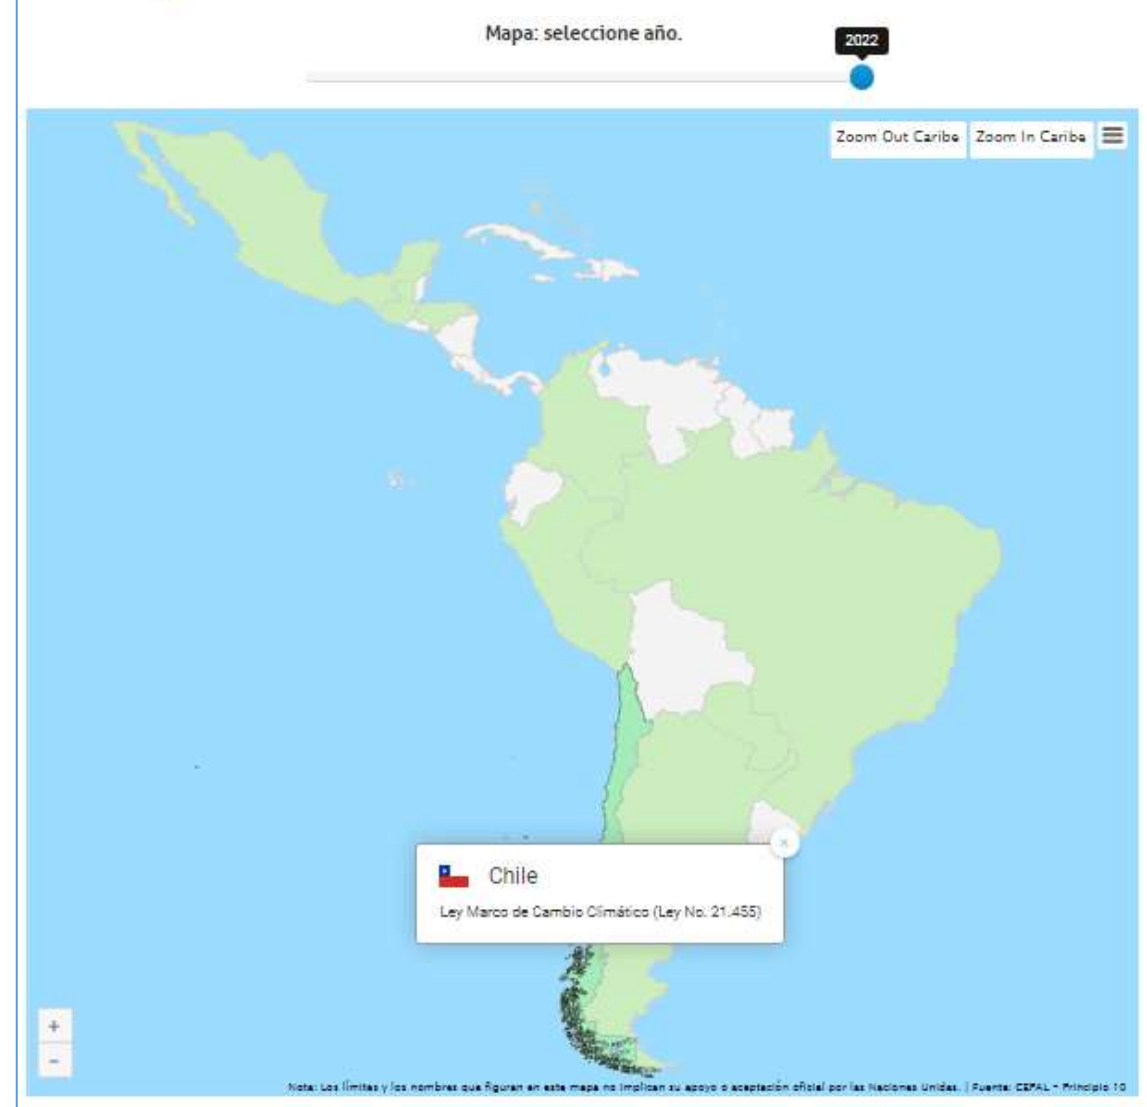 Mapa: seleccione año.
2022
Zoom Out Caribe
Zoom In Caribe
Chile
Ley Marco de Cambio Climático (Ley No. 21.455)
+
-
Nota: Los límites y los nombres que figuran en este mapa no implican su apoyo o aceptación oficial por las Naciones Unidas. | Fuente: CEPAL - Principio 10